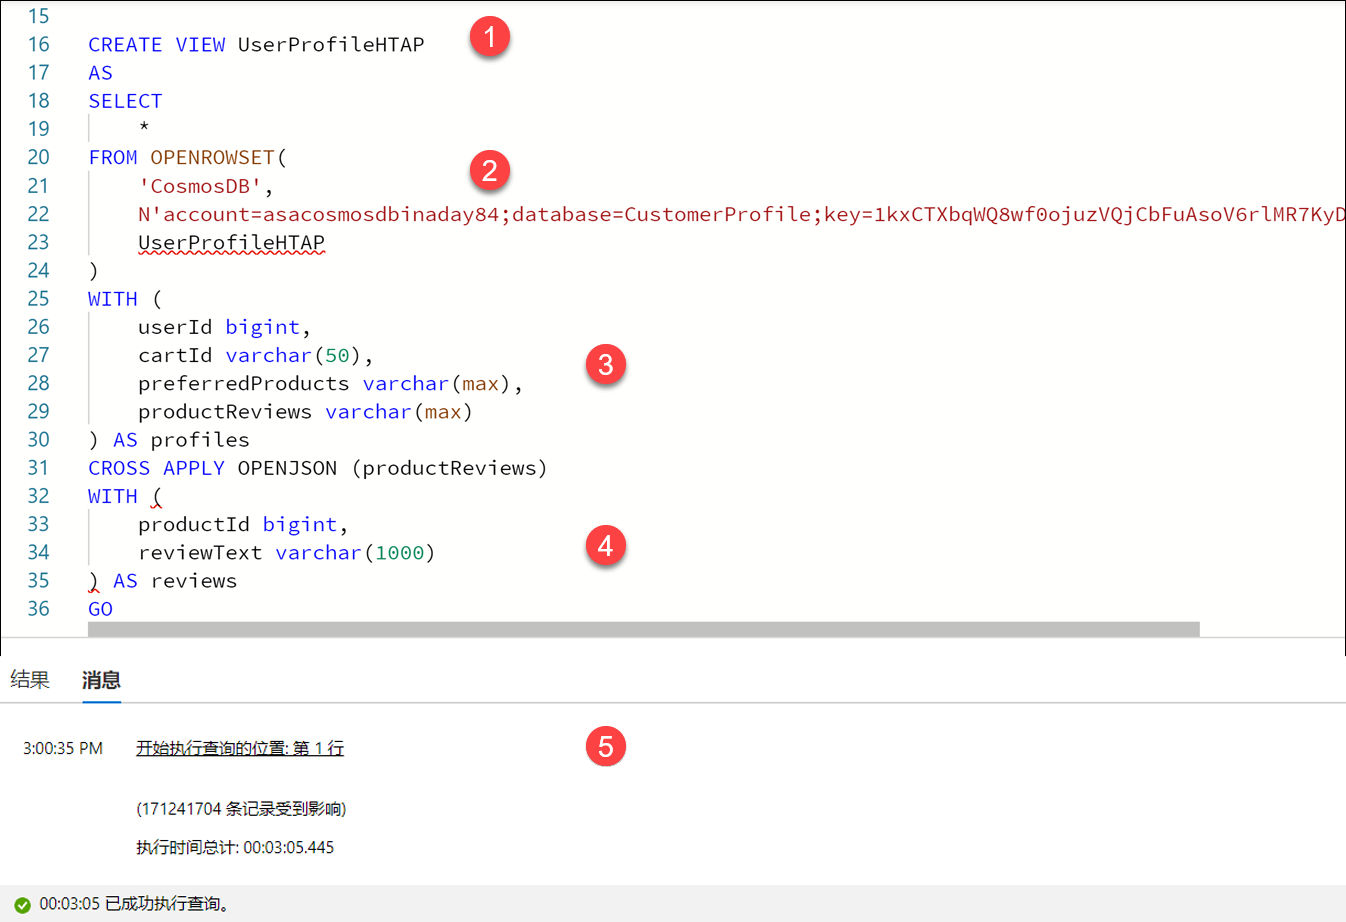 15
16 CREATE VIEW UserProfileHTAP 1
17 AS
18 SELECT
19 *
20 FROM OPENROWSET( 2
21 'CosmosDB',
22 N'account=asacosmosdbinaday84;database=CustomerProfile;key=1kxCTXbqWQ8wf0ojuzVQjCbFuAsoV6rlMR7KyD
23 UserProfileHTAP
24 )
25 WITH (
26 userId bigint,
27 cartId varchar(50), 3
28 preferredProducts varchar(max),
29 productReviews varchar(max)
30 ) AS profiles
31 CROSS APPLY OPENJSON (productReviews)
32 WITH (
33 productId bigint,
34 reviewText varchar(1000) 4
35 ) AS reviews
36 GO
结果 消息
3:00:35 PM 开始执行查询的位置: 第 1 行 5
(171241704 条记录受到影响)
执行时间总计: 00:03:05.445
00:03:05 已成功执行查询。